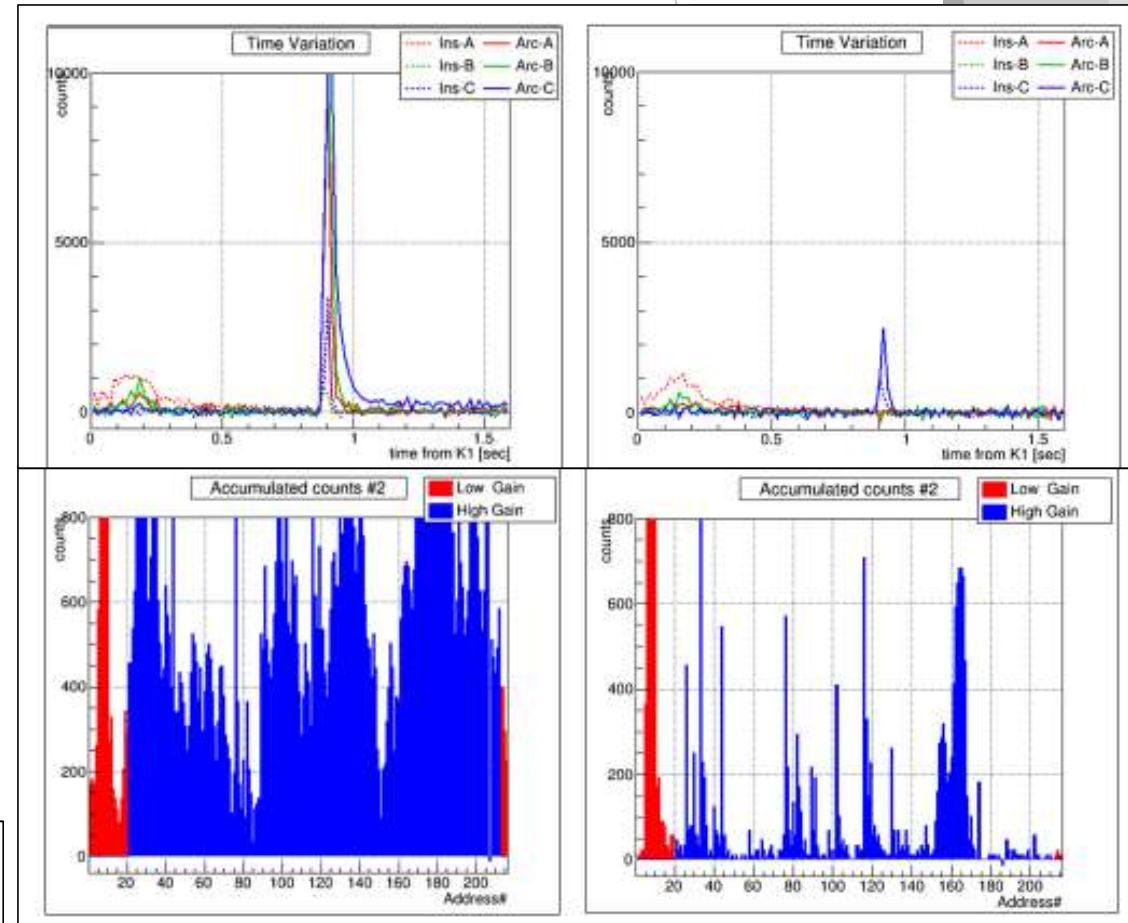 Time Variation
Ins-A Arc-A
Ins-B Arc-B
Ins-C Arc-C
counts
10000
5000
0
0 0.5 1 1.5
time from K1 [sec]
Time Variation
Ins-A Arc-A
Ins-B Arc-B
Ins-C Arc-C
counts
10000
5000
0
0 0.5 1 1.5
time from K1 [sec]
Accumulated counts #2
Low Gain
High Gain
counts
800
600
400
200
0
20 40 60 80 100 120 140 160 180 200
Address#
Accumulated counts #2
Low Gain
High Gain
counts
800
600
400
200
0
20 40 60 80 100 120 140 160 180 200
Address#